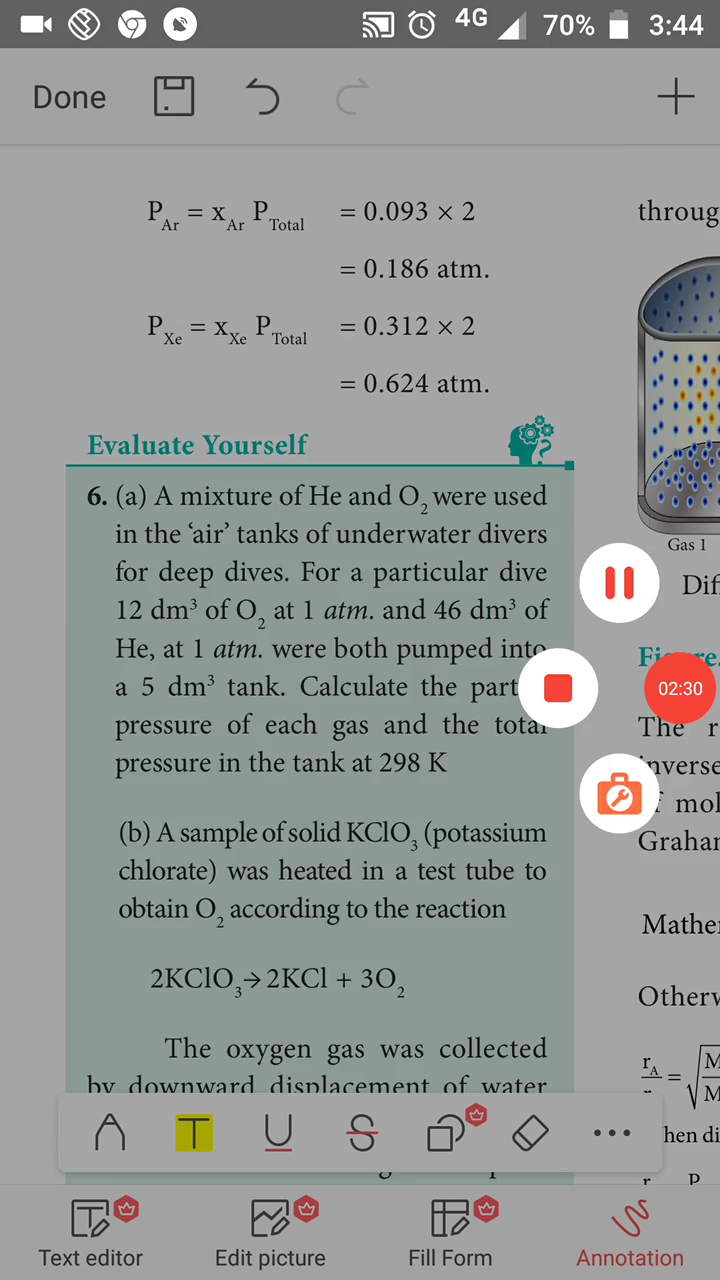 4G 70% 3:44
Done
P_Ar = x_Ar P_Total = 0.093 × 2
= 0.186 atm.
P_Xe = x_Xe P_Total = 0.312 × 2
= 0.624 atm.
Evaluate Yourself
6. (a) A mixture of He and O₂ were used
in the ‘air’ tanks of underwater divers
for deep dives. For a particular dive
12 dm³ of O₂ at 1 atm. and 46 dm³ of
He, at 1 atm. were both pumped into
a 5 dm³ tank. Calculate the part
pressure of each gas and the total
pressure in the tank at 298 K
(b) A sample of solid KClO₃ (potassium
chlorate) was heated in a test tube to
obtain O₂ according to the reaction
2KClO₃→2KCl + 3O₂
The oxygen gas was collected
by downward displacement of water
throug
Gas 1
Dif
02:30
The r
inverse
f mol
Graha
Mathe
Otherw
r_A = √M
M
hen di
r P
Text editor
Edit picture
Fill Form
Annotation